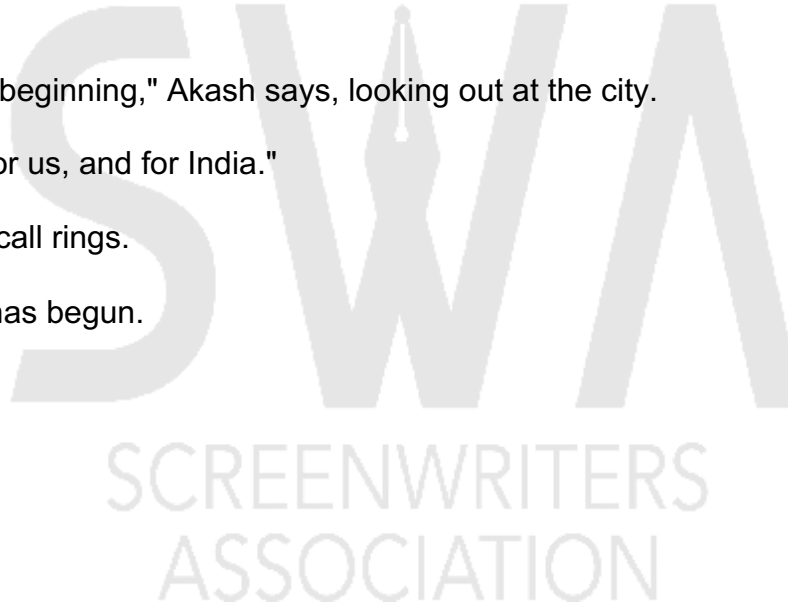 beginning," Akash says, looking out at the city.
or us, and for India."
call rings.
has begun.
SWA
SCREENWRITERS
ASSOCIATION